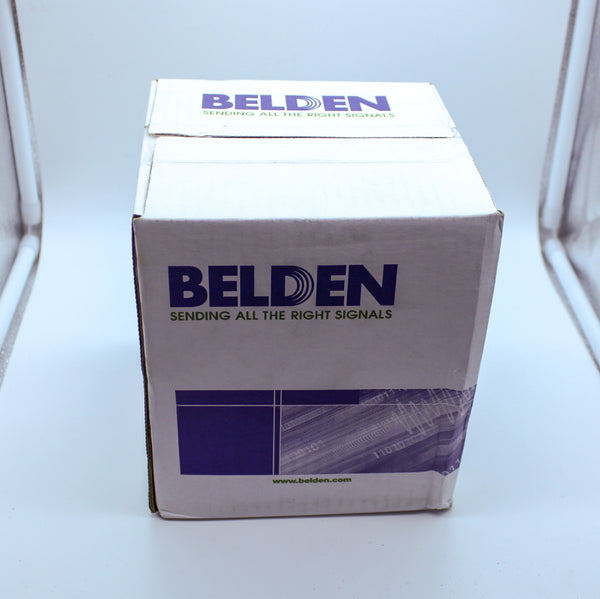 BELDEN
SENDING ALL THE RIGHT SIGNALS
BELDEN
SENDING ALL THE RIGHT SIGNALS
www.belden.com